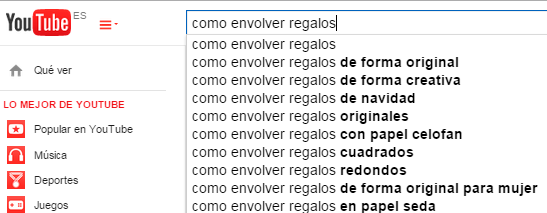 YouTube ES
como envolver regalos
como envolver regalos
como envolver regalos de forma original
como envolver regalos de forma creativa
como envolver regalos de navidad
como envolver regalos originales
como envolver regalos con papel celofan
como envolver regalos cuadrados
como envolver regalos redondos
como envolver regalos de forma original para mujer
como envolver regalos en papel seda
Qué ver
LO MEJOR DE YOUTUBE
Popular en YouTube
Música
Deportes
Juegos